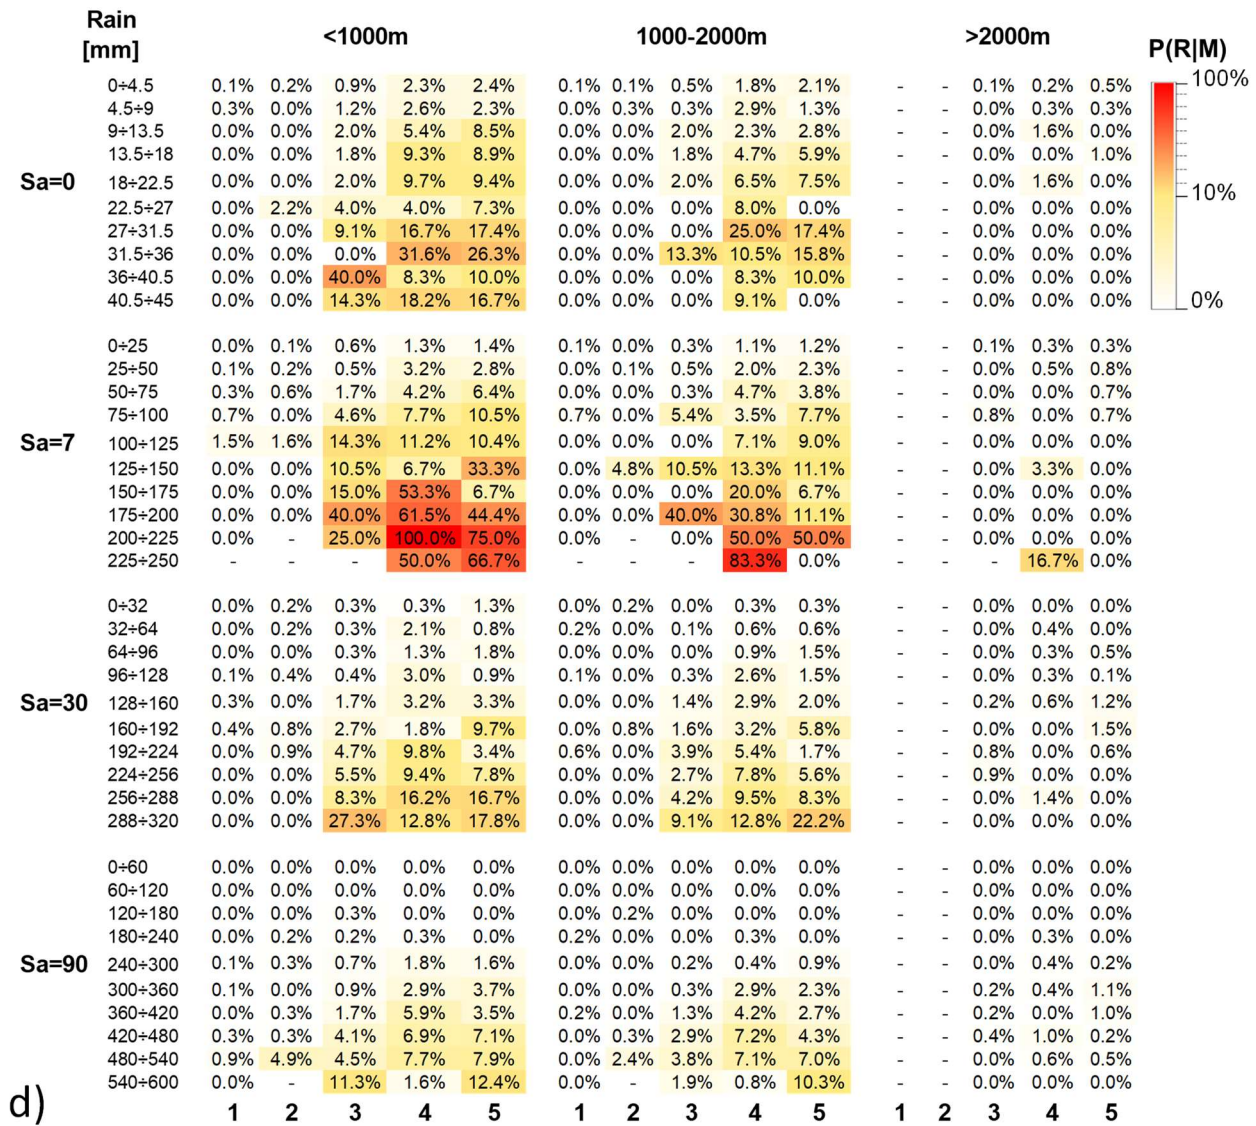 Rain
[mm]
<1000m 1000-2000m >2000m
P(R|M)
100%
10%
0%
Sa=0
0÷4.5 0.1% 0.2% 0.9% 2.3% 2.4% 0.1% 0.1% 0.5% 1.8% 2.1% - - 0.1% 0.2% 0.5%
4.5÷9 0.3% 0.0% 1.2% 2.6% 2.3% 0.0% 0.3% 0.3% 2.9% 1.3% - - 0.0% 0.3% 0.3%
9÷13.5 0.0% 0.0% 2.0% 5.4% 8.5% 0.0% 0.0% 2.0% 2.3% 2.8% - - 0.0% 1.6% 0.0%
13.5÷18 0.0% 0.0% 1.8% 9.3% 8.9% 0.0% 0.0% 1.8% 4.7% 5.9% - - 0.0% 0.0% 1.0%
18÷22.5 0.0% 0.0% 2.0% 9.7% 9.4% 0.0% 0.0% 2.0% 6.5% 7.5% - - 0.0% 1.6% 0.0%
22.5÷27 0.0% 2.2% 4.0% 4.0% 7.3% 0.0% 0.0% 0.0% 8.0% 0.0% - - 0.0% 0.0% 0.0%
27÷31.5 0.0% 0.0% 9.1% 16.7% 17.4% 0.0% 0.0% 0.0% 25.0% 17.4% - - 0.0% 0.0% 0.0%
31.5÷36 0.0% 0.0% 0.0% 31.6% 26.3% 0.0% 0.0% 13.3% 10.5% 15.8% - - 0.0% 0.0% 0.0%
36÷40.5 0.0% 0.0% 40.0% 8.3% 10.0% 0.0% 0.0% 0.0% 8.3% 10.0% - - 0.0% 0.0% 0.0%
40.5÷45 0.0% 0.0% 14.3% 18.2% 16.7% 0.0% 0.0% 0.0% 9.1% 0.0% - - 0.0% 0.0% 0.0%
Sa=7
0÷25 0.0% 0.1% 0.6% 1.3% 1.4% 0.1% 0.0% 0.3% 1.1% 1.2% - - 0.1% 0.3% 0.3%
25÷50 0.1% 0.2% 0.5% 3.2% 2.8% 0.0% 0.1% 0.5% 2.0% 2.3% - - 0.0% 0.5% 0.8%
50÷75 0.3% 0.6% 1.7% 4.2% 6.4% 0.0% 0.0% 0.3% 4.7% 3.8% - - 0.0% 0.0% 0.7%
75÷100 0.7% 0.0% 4.6% 7.7% 10.5% 0.7% 0.0% 5.4% 3.5% 7.7% - - 0.8% 0.0% 0.7%
100÷125 1.5% 1.6% 14.3% 11.2% 10.4% 0.0% 0.0% 0.0% 7.1% 9.0% - - 0.0% 0.0% 0.0%
125÷150 0.0% 0.0% 10.5% 6.7% 33.3% 0.0% 4.8% 10.5% 13.3% 11.1% - - 0.0% 3.3% 0.0%
150÷175 0.0% 0.0% 15.0% 53.3% 6.7% 0.0% 0.0% 0.0% 20.0% 6.7% - - 0.0% 0.0% 0.0%
175÷200 0.0% 0.0% 40.0% 61.5% 44.4% 0.0% 0.0% 40.0% 30.8% 11.1% - - 0.0% 0.0% 0.0%
200÷225 0.0% - 25.0% 100.0% 75.0% 0.0% - 0.0% 50.0% 50.0% - - 0.0% 0.0% 0.0%
225÷250 - - - 50.0% 66.7% - - - 83.3% 0.0% - - - 16.7% 0.0%
Sa=30
0÷32 0.0% 0.2% 0.3% 0.3% 1.3% 0.0% 0.2% 0.0% 0.3% 0.3% - - 0.0% 0.0% 0.0%
32÷64 0.0% 0.2% 0.3% 2.1% 0.8% 0.2% 0.0% 0.1% 0.6% 0.6% - - 0.0% 0.4% 0.0%
64÷96 0.0% 0.0% 0.3% 1.3% 1.8% 0.0% 0.0% 0.0% 0.9% 1.5% - - 0.0% 0.3% 0.5%
96÷128 0.1% 0.4% 0.4% 3.0% 0.9% 0.1% 0.0% 0.3% 2.6% 1.5% - - 0.0% 0.3% 0.1%
128÷160 0.3% 0.0% 1.7% 3.2% 3.3% 0.0% 0.0% 1.4% 2.9% 2.0% - - 0.2% 0.6% 1.2%
160÷192 0.4% 0.8% 2.7% 1.8% 9.7% 0.0% 0.8% 1.6% 3.2% 5.8% - - 0.0% 0.0% 1.5%
192÷224 0.0% 0.9% 4.7% 9.8% 3.4% 0.6% 0.0% 3.9% 5.4% 1.7% - - 0.8% 0.0% 0.6%
224÷256 0.0% 0.0% 5.5% 9.4% 7.8% 0.0% 0.0% 2.7% 7.8% 5.6% - - 0.9% 0.0% 0.0%
256÷288 0.0% 0.0% 8.3% 16.2% 16.7% 0.0% 0.0% 4.2% 9.5% 8.3% - - 0.0% 1.4% 0.0%
288÷320 0.0% 0.0% 27.3% 12.8% 17.8% 0.0% 0.0% 9.1% 12.8% 22.2% - - 0.0% 0.0% 0.0%
Sa=90
0÷60 0.0% 0.0% 0.0% 0.0% 0.0% 0.0% 0.0% 0.0% 0.0% 0.0% - - 0.0% 0.0% 0.0%
60÷120 0.0% 0.0% 0.0% 0.0% 0.0% 0.0% 0.0% 0.0% 0.0% 0.0% - - 0.0% 0.0% 0.0%
120÷180 0.0% 0.0% 0.3% 0.0% 0.0% 0.0% 0.2% 0.0% 0.0% 0.0% - - 0.0% 0.0% 0.0%
180÷240 0.0% 0.2% 0.2% 0.3% 0.0% 0.2% 0.0% 0.0% 0.3% 0.0% - - 0.0% 0.3% 0.0%
240÷300 0.1% 0.3% 0.7% 1.8% 1.6% 0.0% 0.0% 0.2% 0.4% 0.9% - - 0.0% 0.4% 0.2%
300÷360 0.1% 0.0% 0.9% 2.9% 3.7% 0.0% 0.0% 0.3% 2.9% 2.3% - - 0.2% 0.4% 1.1%
360÷420 0.0% 0.3% 1.7% 5.9% 3.5% 0.2% 0.0% 1.3% 4.2% 2.7% - - 0.2% 0.0% 1.0%
420÷480 0.3% 0.3% 4.1% 6.9% 7.1% 0.0% 0.3% 2.9% 7.2% 4.3% - - 0.4% 1.0% 0.2%
480÷540 0.9% 4.9% 4.5% 7.7% 7.9% 0.0% 2.4% 3.8% 7.1% 7.0% - - 0.0% 0.6% 0.5%
540÷600 0.0% - 11.3% 1.6% 12.4% 0.0% - 1.9% 0.8% 10.3% - - 0.0% 0.0% 0.0%
d)
1 2 3 4 5 1 2 3 4 5 1 2 3 4 5